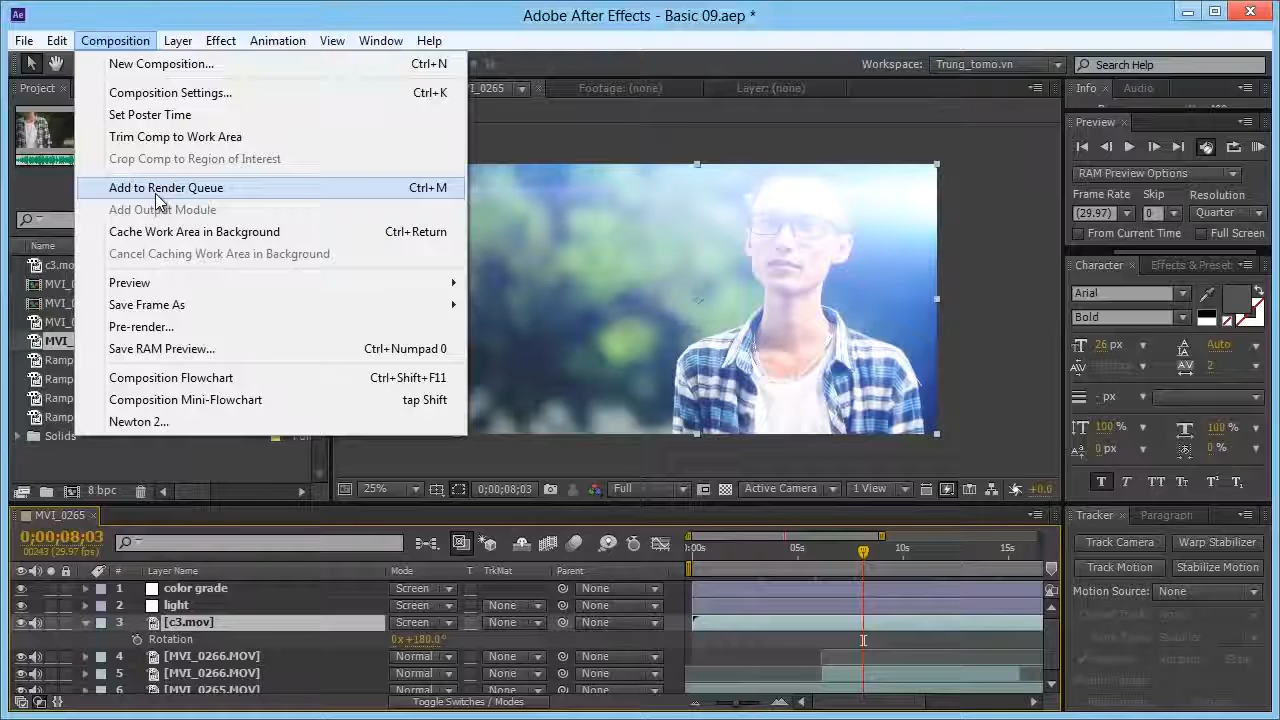 Ae
Adobe After Effects - Basic 09.aep *
File Edit Composition Layer Effect Animation View Window Help
New Composition... Ctrl+N
Composition Settings... Ctrl+K
Set Poster Time
Trim Comp to Work Area
Crop Comp to Region of Interest
Add to Render Queue Ctrl+M
Add Output Module
Cache Work Area in Background Ctrl+Return
Cancel Caching Work Area in Background
Preview
Save Frame As
Pre-render...
Save RAM Preview... Ctrl+Numpad 0
Composition Flowchart Ctrl+Shift+F11
Composition Mini-Flowchart tap Shift
Newton 2...
Workspace: Trung_tomo.vn Search Help
Project
Name
c3.mo
MVI_0
MVI_0
MVI_0
MVI_
Ramp
Ramp
Ramp
Ramp
Solids
8 bpc
0265 Footage: (none) Layer: (none)
25% 0;00;08;03 Full Active Camera 1 View +0.0
Info Audio
Preview
RAM Preview Options
Frame Rate Skip Resolution
(29.97) 0 Quarter
From Current Time Full Screen
Character Effects & Preset
Arial
Bold
26 px Auto
2
- px
100 % 100 %
0 px 0 %
T T TT Tr T¹ T₁
Tracker Paragraph
Track Camera Warp Stabilizer
Track Motion Stabilize Motion
Motion Source: None
MVI_0265
0;00;08;03
00243 (29.97 fps)
:00s 05s 10s 15s
# Layer Name Mode T TrkMat Parent
1 color grade Screen None
2 light Screen None None
3 [c3.mov] Screen None None
Rotation 0x+180.0°
4 [MVI_0266.MOV] Normal None None
5 [MVI_0266.MOV] Normal None None
6 [MVI_0265.MOV] Normal None None
Toggle Switches / Modes